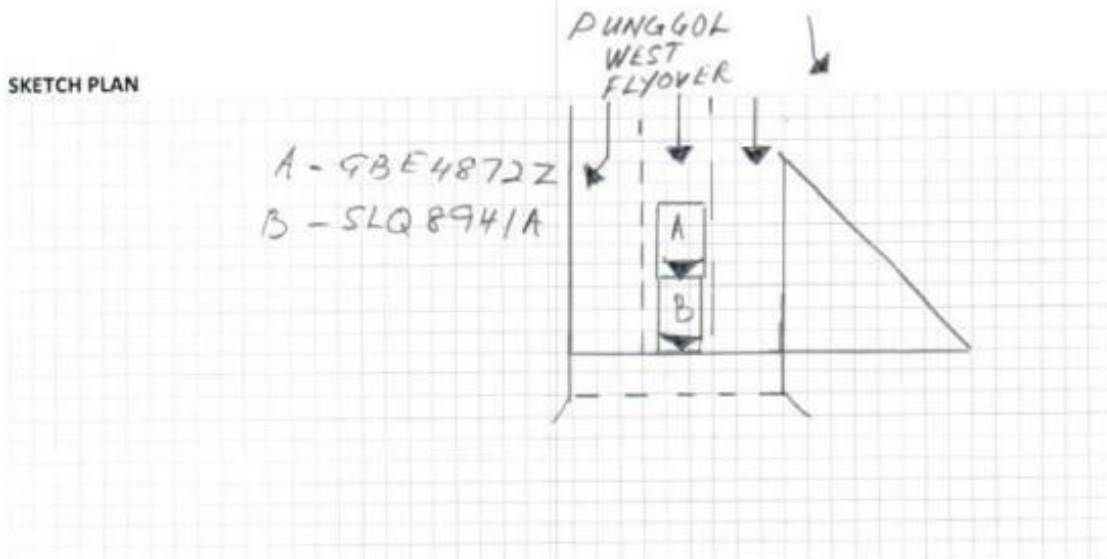 PUNGGOL
WEST
FLYOVER
SKETCH PLAN
A - GBE4872Z
B - SLQ8941A
A
B